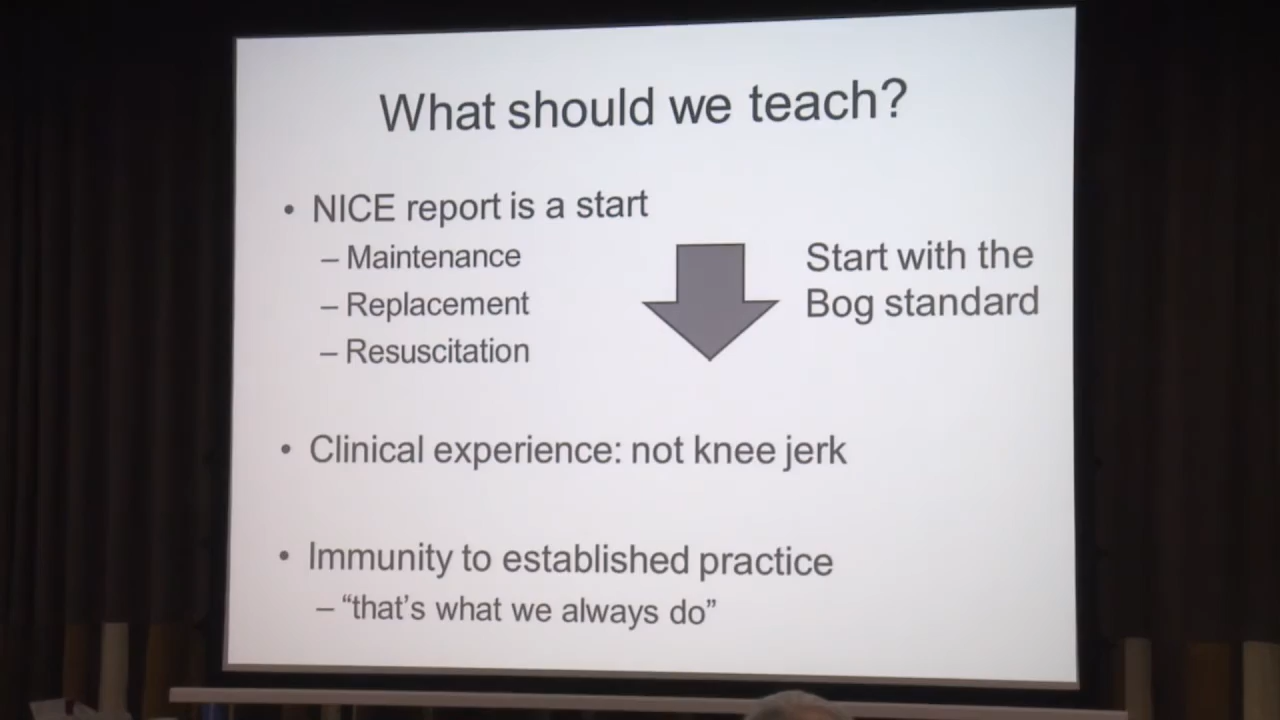 What should we teach?
• NICE report is a start
– Maintenance
– Replacement
– Resuscitation
Start with the
Bog standard
• Clinical experience: not knee jerk
• Immunity to established practice
– “that’s what we always do”